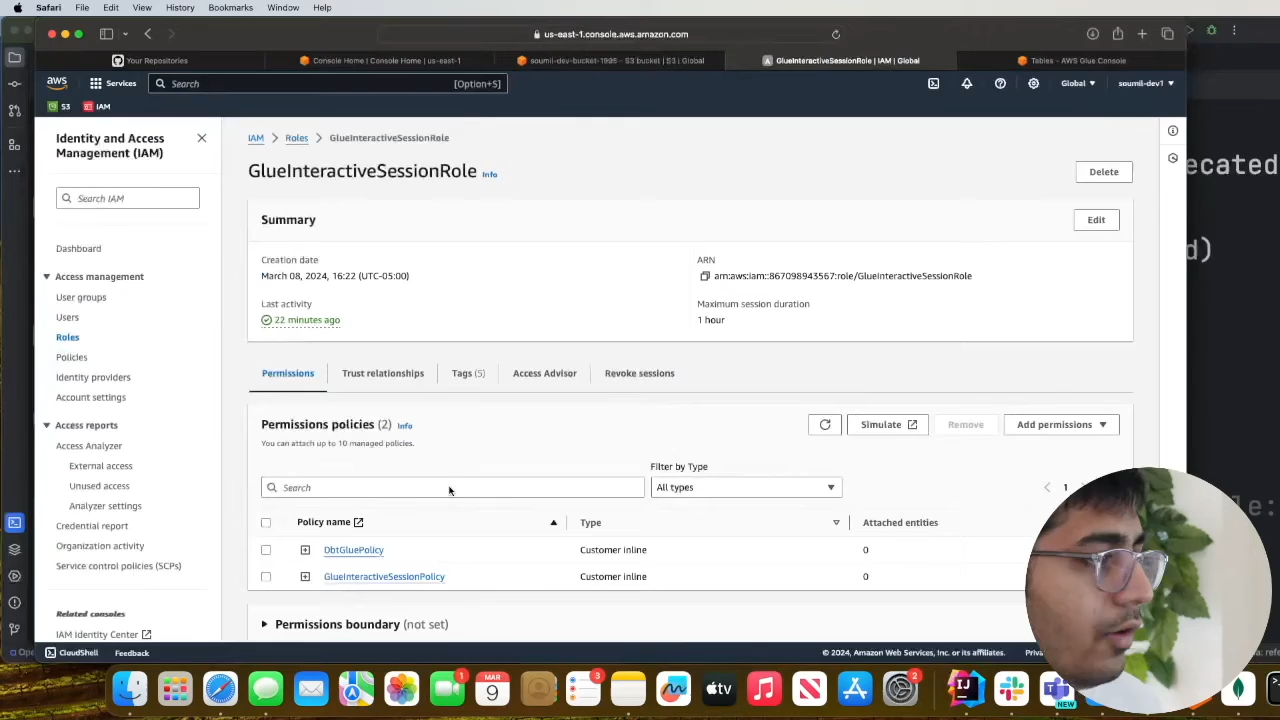 Safari File Edit View History Bookmarks Window Help
us-east-1.console.aws.amazon.com
Your Repositories
Console Home | Console Home | us-east-1
soumil-dev-bucket-1995 - S3 bucket | S3 | Global
GlueInteractiveSessionRole | IAM | Global
Tables - AWS Glue Console
aws Services Search [Option+S] Global soumil-dev1
S3 IAM
Identity and Access Management (IAM)
Search IAM
Dashboard
Access management
User groups
Users
Roles
Policies
Identity providers
Account settings
Access reports
Access Analyzer
External access
Unused access
Analyzer settings
Credential report
Organization activity
Service control policies (SCPs)
Related consoles
IAM Identity Center
IAM > Roles > GlueInteractiveSessionRole
GlueInteractiveSessionRole Info Delete
Summary Edit
Creation date
March 08, 2024, 16:22 (UTC-05:00)
ARN
arn:aws:iam::867098943567:role/GlueInteractiveSessionRole
Last activity
22 minutes ago
Maximum session duration
1 hour
Permissions Trust relationships Tags (5) Access Advisor Revoke sessions
Permissions policies (2) Info Simulate Remove Add permissions
You can attach up to 10 managed policies.
Filter by Type
Search All types 1
Policy name Type Attached entities
DbtGluePolicy Customer inline 0
GlueInteractiveSessionPolicy Customer inline 0
Permissions boundary (not set)
CloudShell Feedback © 2024, Amazon Web Services, Inc. or its affiliates.
ecated
d)
1
MAR
9
3
tv
2
NEW